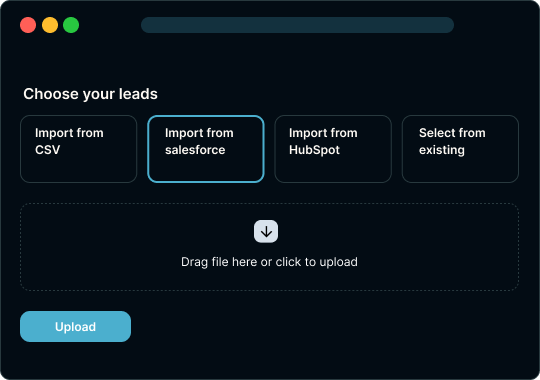 Choose your leads
Import from
CSV
Import from
salesforce
Import from
HubSpot
Select from
existing
Drag file here or click to upload
Upload